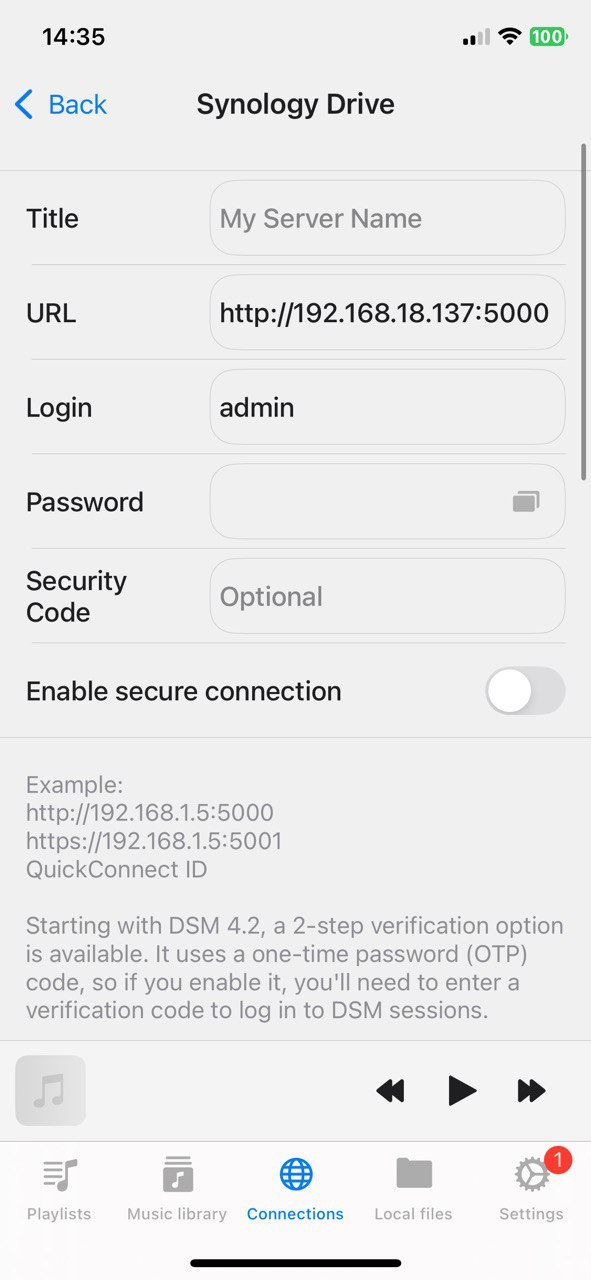 14:35
100
Back
Synology Drive
Title
My Server Name
URL
http://192.168.18.137:5000
Login
admin
Password
Security
Code
Optional
Enable secure connection
Example:
http://192.168.1.5:5000
https://192.168.1.5:5001
QuickConnect ID
Starting with DSM 4.2, a 2-step verification option
is available. It uses a one-time password (OTP)
code, so if you enable it, you'll need to enter a
verification code to log in to DSM sessions.
1
Playlists
Music library
Connections
Local files
Settings